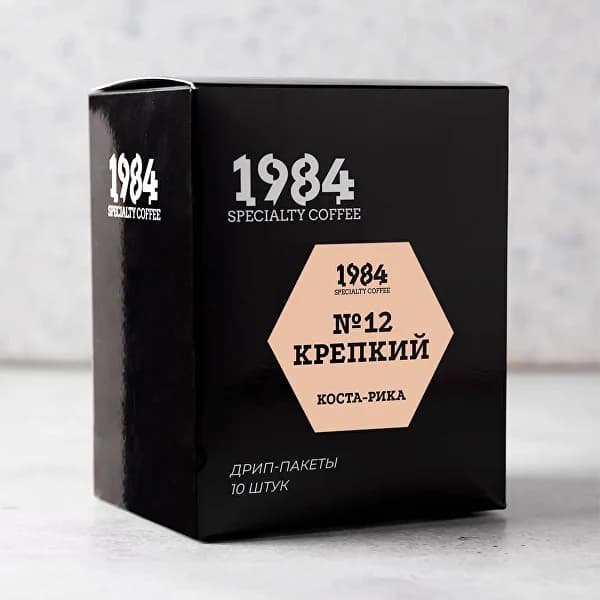 1984
SPECIALTY COFFEE
1984
SPECIALTY COFFEE
1984
SPECIALTY COFFEE
№12
КРЕПКИЙ
КОСТА-РИКА
ДРИП-ПАКЕТЫ
10 ШТУК